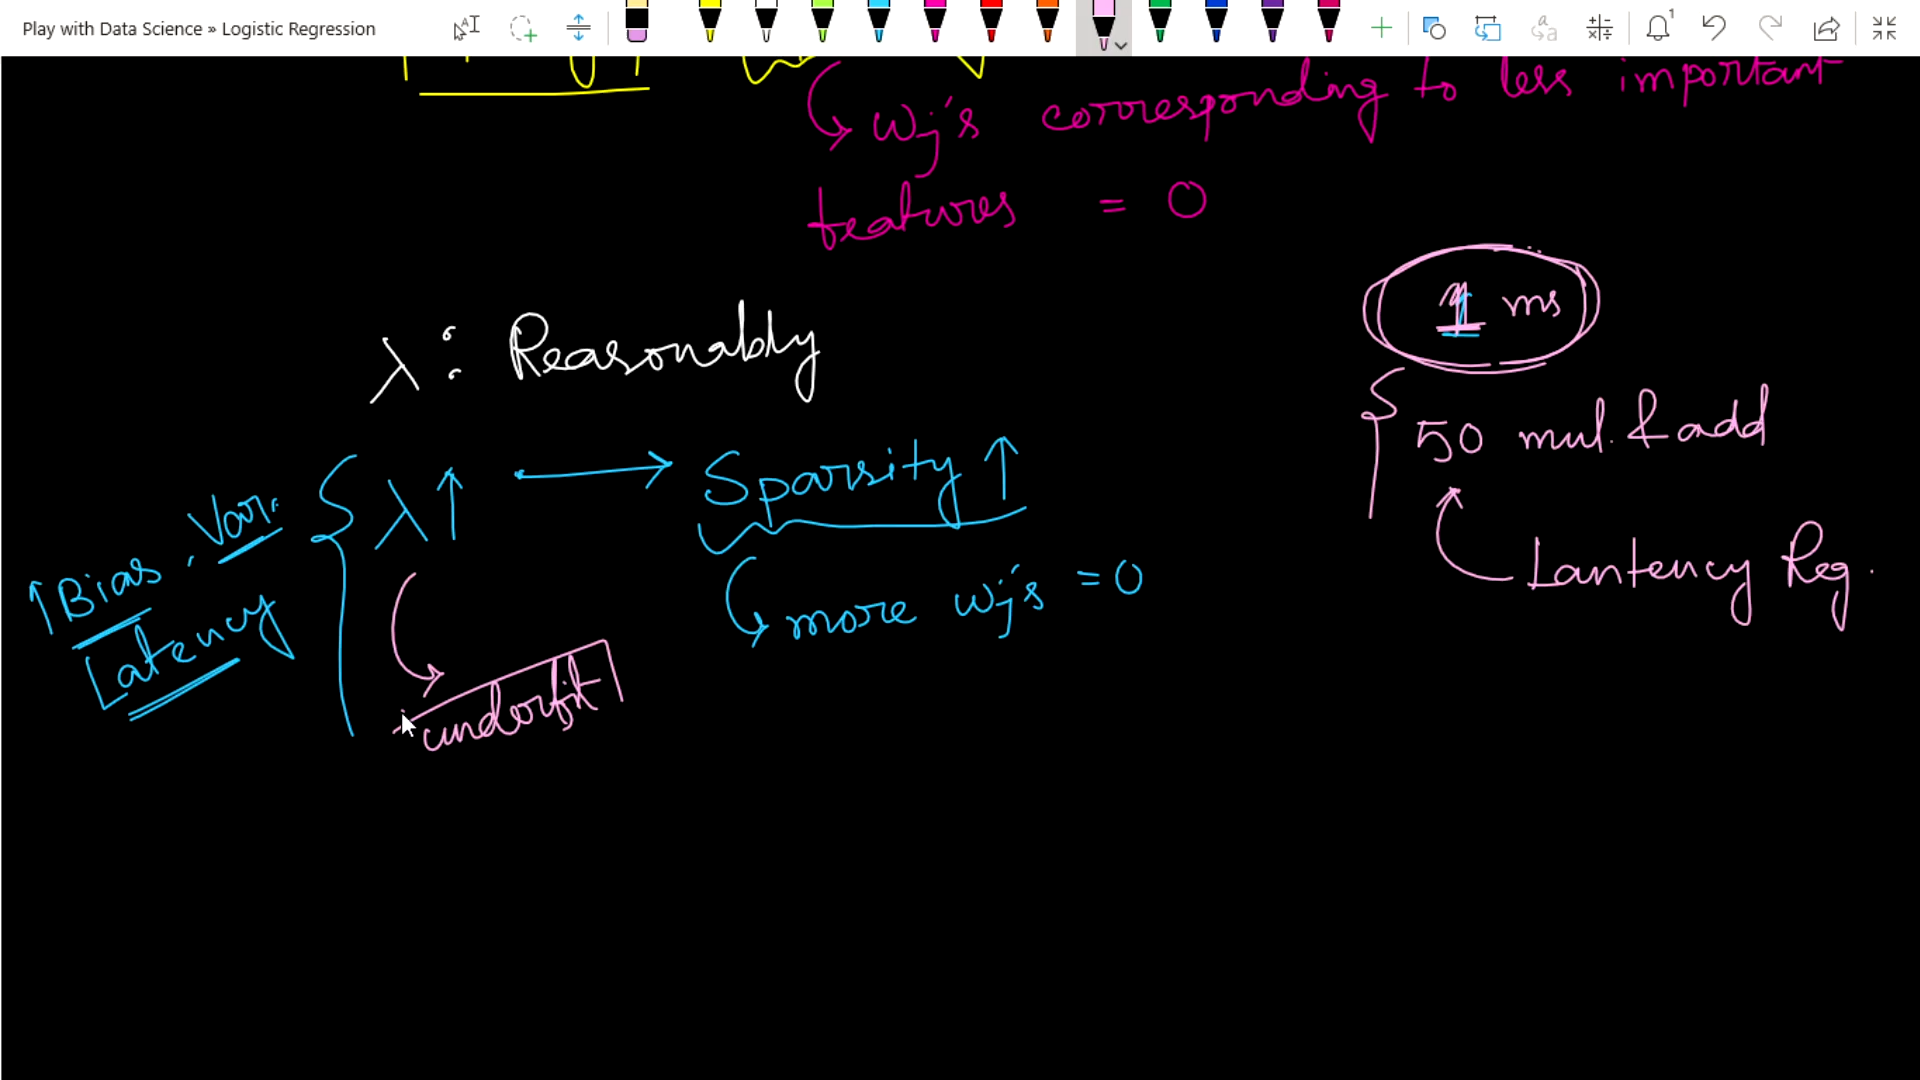 Play with Data Science » Logistic Regression
wj's corresponding to less important
features = 0
1 ms
λ : Reasonably
50 mul. & add
λ↑ → Sparsity ↑
↑Bias, Var.
Lantency Reg.
more wj's = 0
Latency
underfit